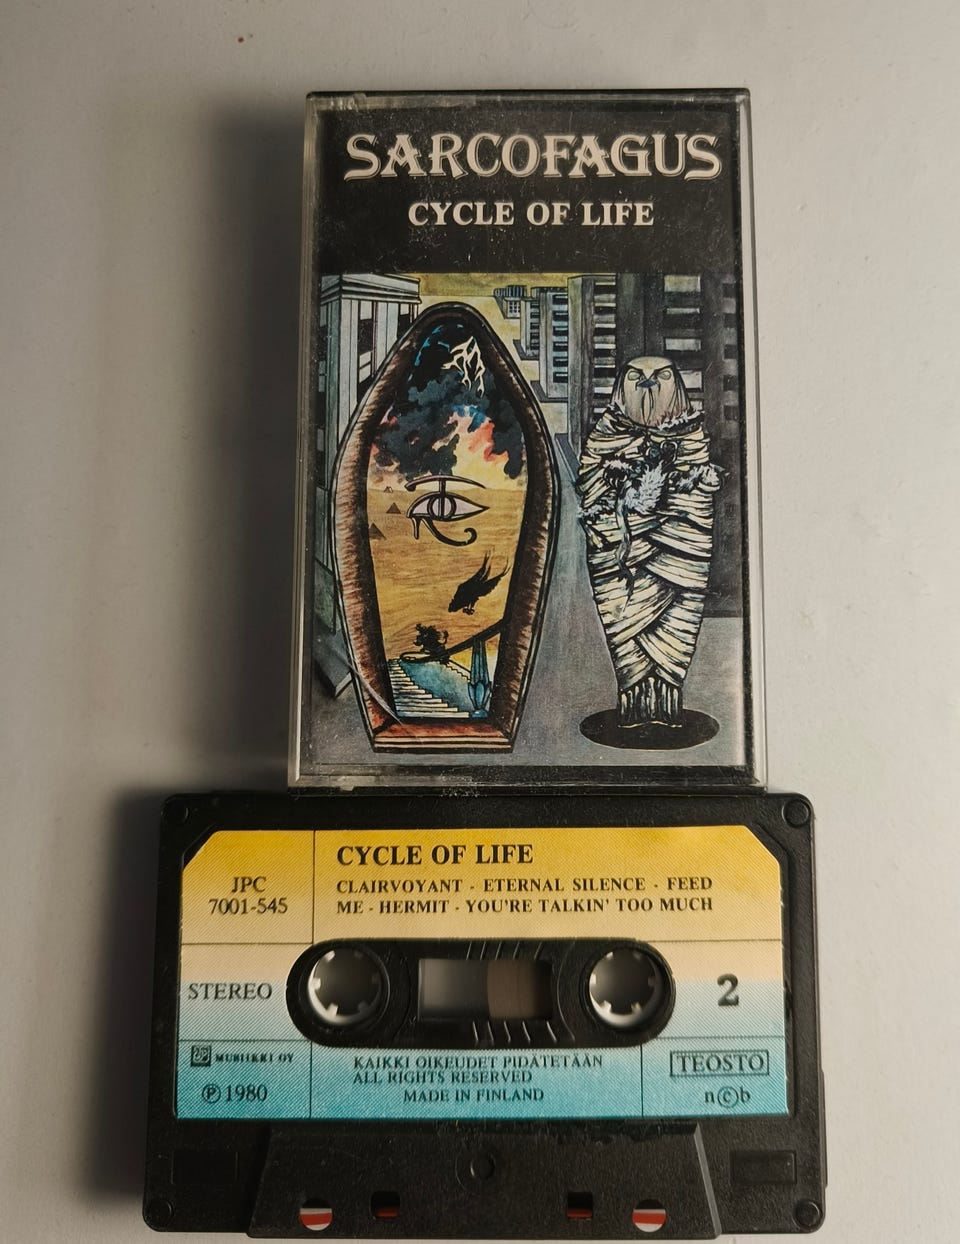 SARCOFAGUS
CYCLE OF LIFE
CYCLE OF LIFE
JPC
7001-545
CLAIRVOYANT - ETERNAL SILENCE - FEED
ME - HERMIT - YOU'RE TALKIN' TOO MUCH
STEREO
2
JP MUSIIKKI OY
℗ 1980
KAIKKI OIKEUDET PIDÄTETÄÄN
ALL RIGHTS RESERVED
MADE IN FINLAND
TEOSTO
n©b